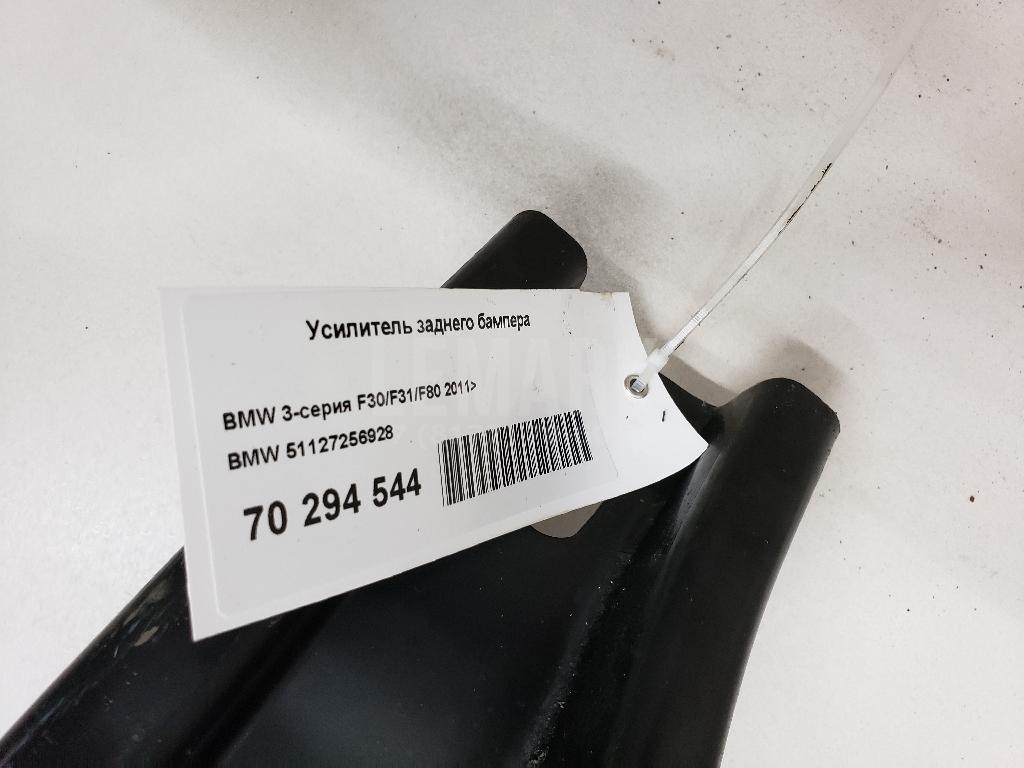 Усилитель заднего бампера
BMW 3-серия F30/F31/F80 2011>
BMW 51127256928
70 294 544